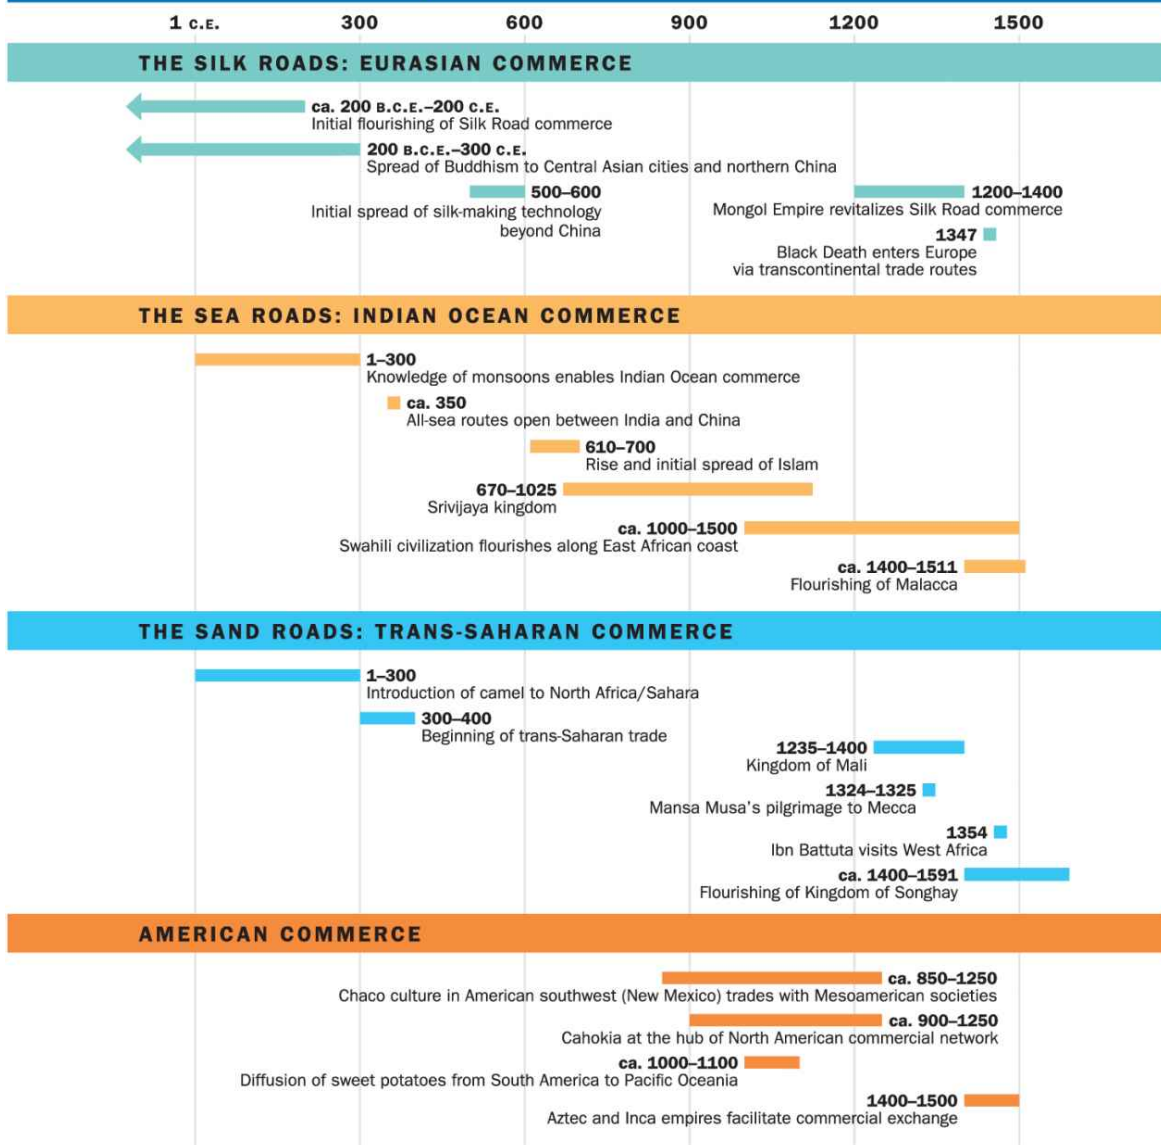 1 C.E. 300 600 900 1200 1500
THE SILK ROADS: EURASIAN COMMERCE
ca. 200 B.C.E.–200 C.E.
Initial flourishing of Silk Road commerce
200 B.C.E.–300 C.E.
Spread of Buddhism to Central Asian cities and northern China
500–600
Initial spread of silk-making technology
beyond China
1200–1400
Mongol Empire revitalizes Silk Road commerce
1347
Black Death enters Europe
via transcontinental trade routes
THE SEA ROADS: INDIAN OCEAN COMMERCE
1–300
Knowledge of monsoons enables Indian Ocean commerce
ca. 350
All-sea routes open between India and China
610–700
Rise and initial spread of Islam
670–1025
Srivijaya kingdom
ca. 1000–1500
Swahili civilization flourishes along East African coast
ca. 1400–1511
Flourishing of Malacca
THE SAND ROADS: TRANS-SAHARAN COMMERCE
1–300
Introduction of camel to North Africa/Sahara
300–400
Beginning of trans-Saharan trade
1235–1400
Kingdom of Mali
1324–1325
Mansa Musa's pilgrimage to Mecca
1354
Ibn Battuta visits West Africa
ca. 1400–1591
Flourishing of Kingdom of Songhay
AMERICAN COMMERCE
ca. 850–1250
Chaco culture in American southwest (New Mexico) trades with Mesoamerican societies
ca. 900–1250
Cahokia at the hub of North American commercial network
ca. 1000–1100
Diffusion of sweet potatoes from South America to Pacific Oceania
1400–1500
Aztec and Inca empires facilitate commercial exchange